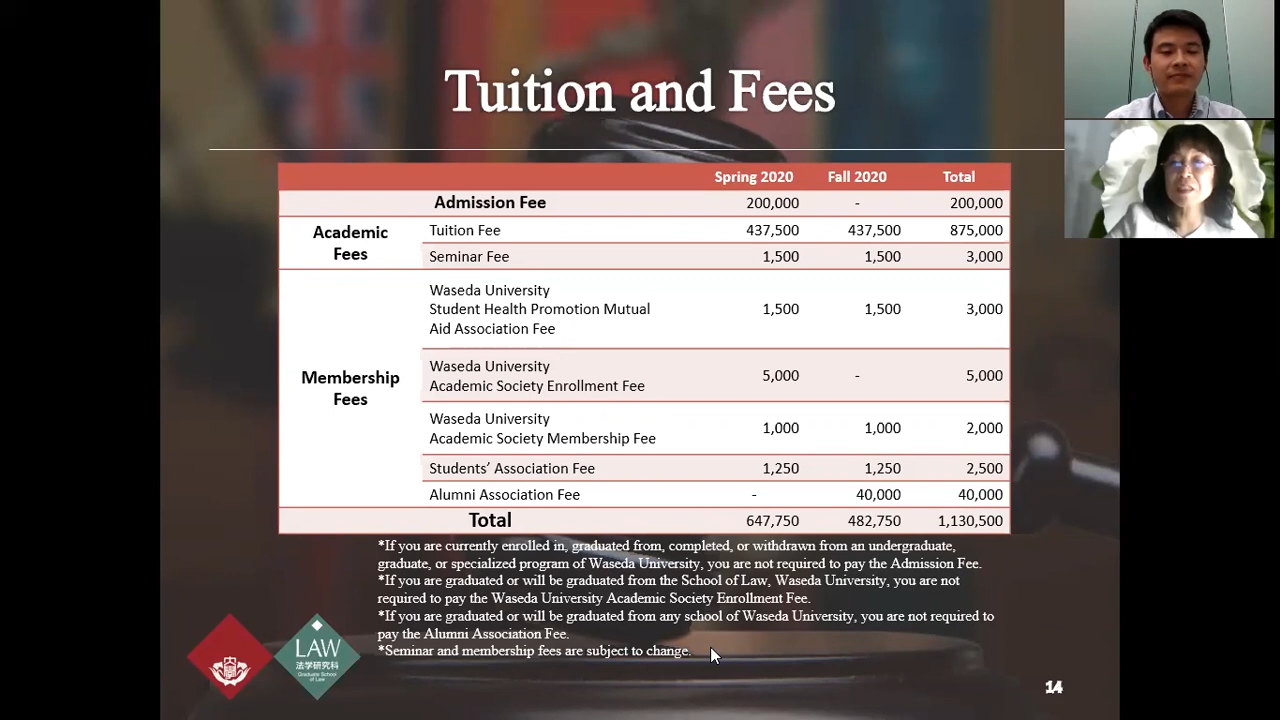 Tuition and Fees
Spring 2020 Fall 2020 Total
Admission Fee 200,000 - 200,000
Academic
Fees
Tuition Fee 437,500 437,500 875,000
Seminar Fee 1,500 1,500 3,000
Membership
Fees
Waseda University
Student Health Promotion Mutual
Aid Association Fee
1,500 1,500 3,000
Waseda University
Academic Society Enrollment Fee
5,000 - 5,000
Waseda University
Academic Society Membership Fee
1,000 1,000 2,000
Students’ Association Fee 1,250 1,250 2,500
Alumni Association Fee - 40,000 40,000
Total 647,750 482,750 1,130,500
*If you are currently enrolled in, graduated from, completed, or withdrawn from an undergraduate,
graduate, or specialized program of Waseda University, you are not required to pay the Admission Fee.
*If you are graduated or will be graduated from the School of Law, Waseda University, you are not
required to pay the Waseda University Academic Society Enrollment Fee.
*If you are graduated or will be graduated from any school of Waseda University, you are not required to
pay the Alumni Association Fee.
*Seminar and membership fees are subject to change.
大學
LAW
法学研究科
Graduate School
of Law
14